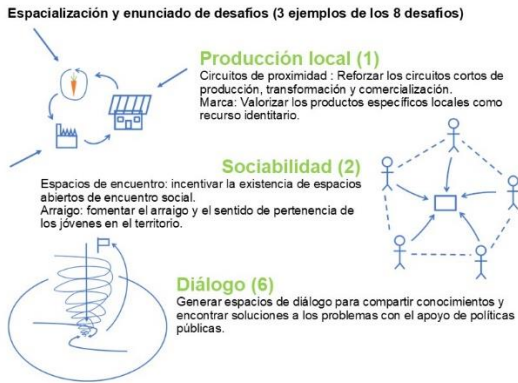 Espacialización y enunciado de desafíos (3 ejemplos de los 8 desafíos)
Producción local (1)
Circuitos de proximidad : Reforzar los circuitos cortos de
producción, transformación y comercialización.
Marca: Valorizar los productos específicos locales como
recurso identitario.
Sociabilidad (2)
Espacios de encuentro: incentivar la existencia de espacios
abiertos de encuentro social.
Arraigo: fomentar el arraigo y el sentido de pertenencia de
los jóvenes en el territorio.
Diálogo (6)
Generar espacios de diálogo para compartir conocimientos y
encontrar soluciones a los problemas con el apoyo de políticas
públicas.